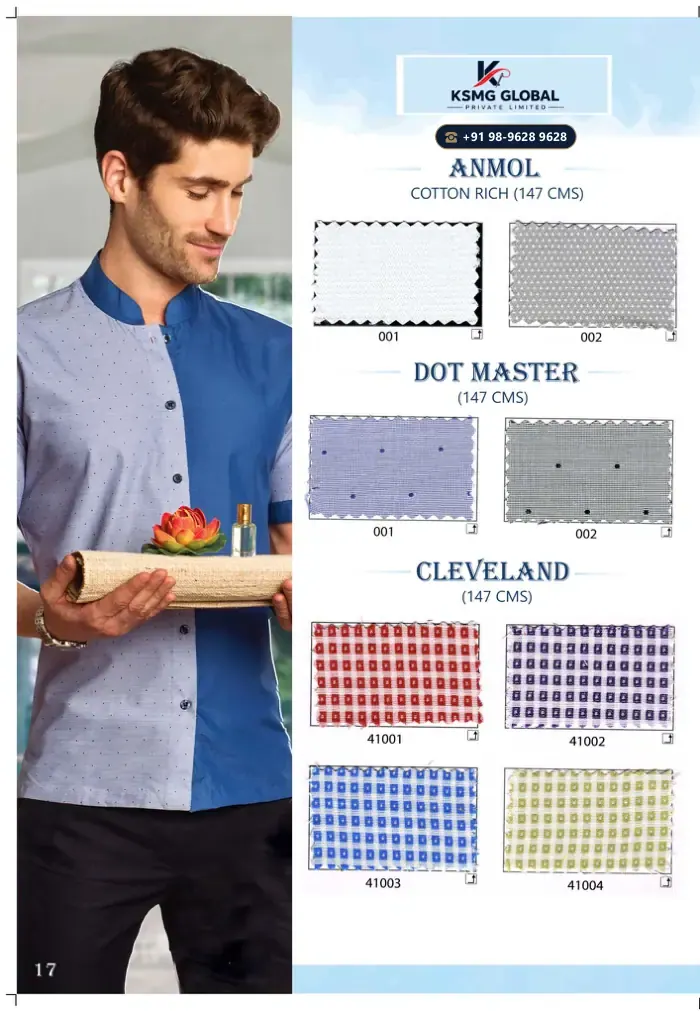 KSMG GLOBAL
PRIVATE LIMITED
+91 98-9628 9628
ANMOL
COTTON RICH (147 CMS)
001
002
DOT MASTER
(147 CMS)
001
002
CLEVELAND
(147 CMS)
41001
41002
41003
41004
17